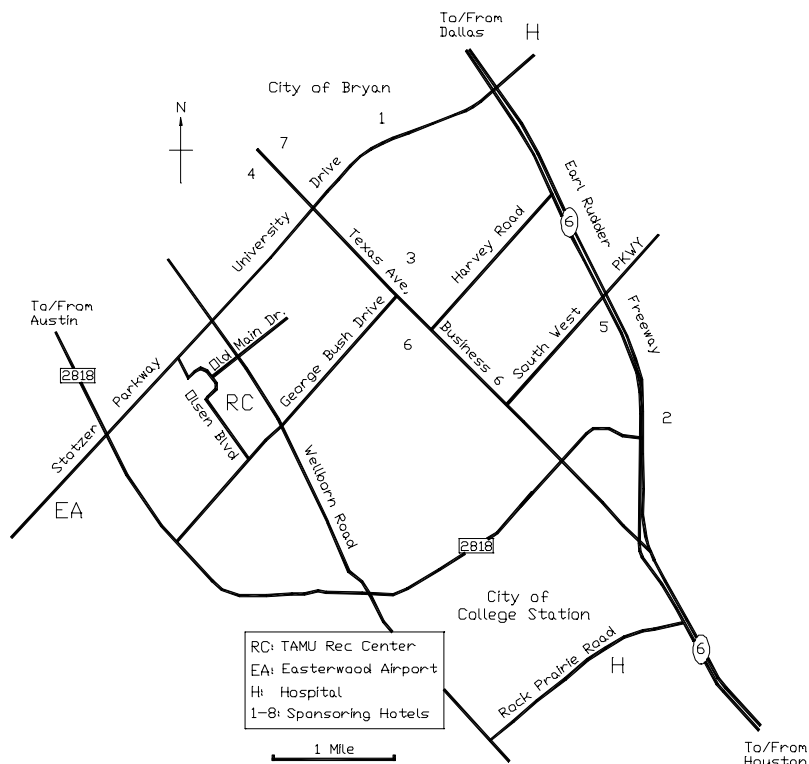 To/From
Dallas
H
City of Bryan
N
1
7
4
Drive
University
Earl Rudder
6
Texas Ave,
3
Harvey Road
PKWY
To/From
Austin
Old Main Dr.
George Bush Drive
Business 6
6
South West
5
Freeway
2818
Parkway
RC
Olsen Blvd
2
Statzer
Wellborn Road
EA
2818
City of
College Station
Rock Prairie Road
H
6
RC: TAMU Rec Center
EA: Easterwood Airport
H: Hospital
1-8: Sponsoring Hotels
1 Mile
To/From
Houston